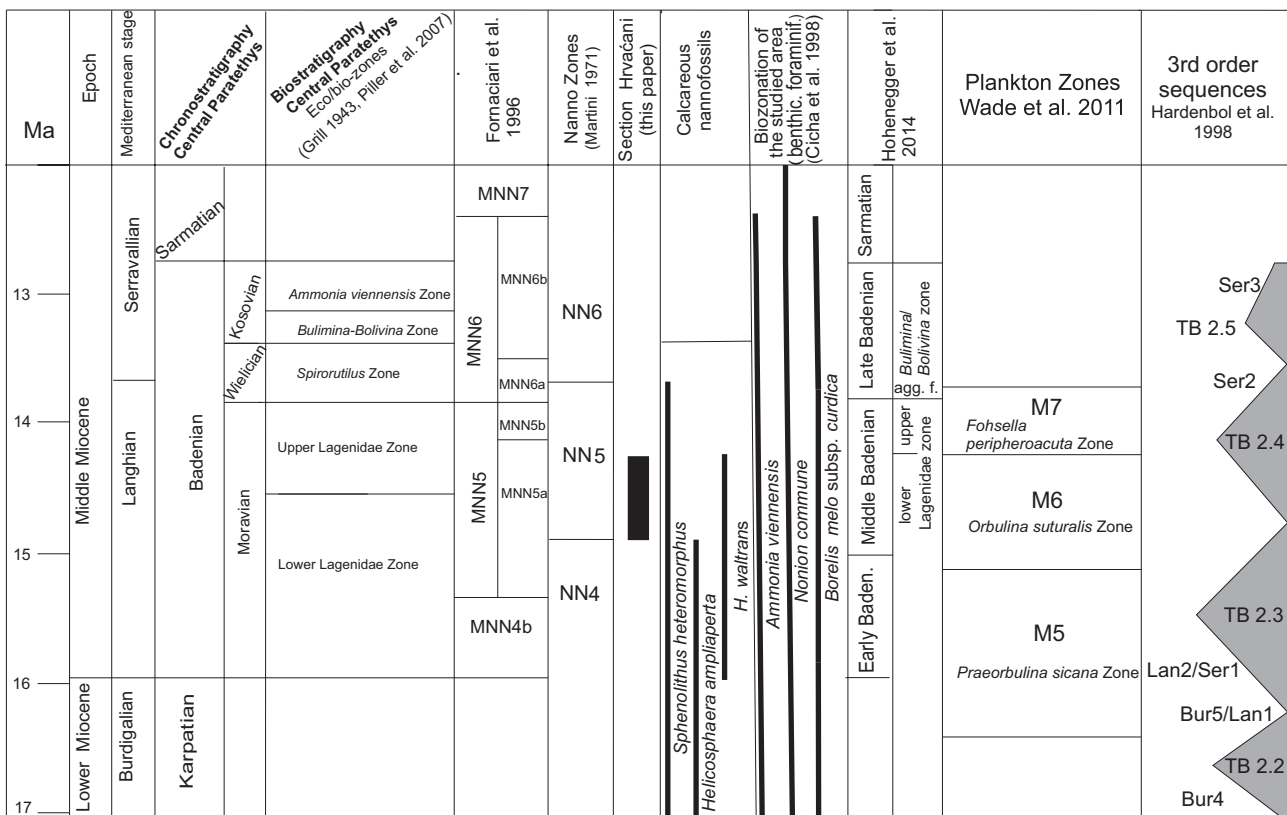 Ma
Epoch
Mediterranean stage
Chronostratigraphy
Central Paratethys
Biostratigraphy
Central Paratethys
Eco/bio-zones
(Grill 1943, Piller et al. 2007)
Fornaciari et al.
1996
Nanno Zones
(Martini 1971)
Section Hrvaćani
(this paper)
Calcareous
nannofossils
Biozonation of
the studied area
(benthic. foraminif.)
(Cicha et al. 1998)
Hohenegger et al.
2014
Plankton Zones
Wade et al. 2011
3rd order
sequences
Hardenbol et al.
1998
13
14
15
16
17
Middle Miocene
Lower Miocene
Serravallian
Langhian
Burdigalian
Sarmatian
Badenian
Karpatian
Kosovian
Wielician
Moravian
Ammonia viennensis Zone
Bulimina-Bolivina Zone
Spirorutilus Zone
Upper Lagenidae Zone
Lower Lagenidae Zone
MNN7
MNN6
MNN6b
MNN6a
MNN5
MNN5b
MNN5a
MNN4b
NN6
NN5
NN4
Sphenolithus heteromorphus
Helicosphaera ampliaperta
H. waltrans
Ammonia viennensis
Nonion commune
Borelis melo subsp. curdica
Sarmatian
Late Badenian
Middle Badenian
Early Baden.
Bulimina/
Bolivina zone
agg. f.
upper
lower
Lagenidae zone
M7
Fohsella
peripheroacuta Zone
M6
Orbulina suturalis Zone
M5
Praeorbulina sicana Zone
Ser3
TB 2.5
Ser2
TB 2.4
TB 2.3
Lan2/Ser1
Bur5/Lan1
TB 2.2
Bur4